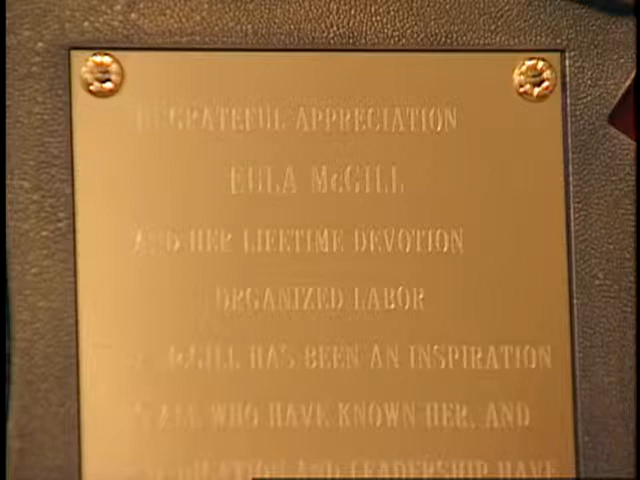 IN GRATEFUL APPRECIATION
EULA McGILL
AND HER LIFETIME DEVOTION
ORGANIZED LABOR
McGILL HAS BEEN AN INSPIRATION
ALL WHO HAVE KNOWN HER, AND
AND LEADERSHIP HAVE